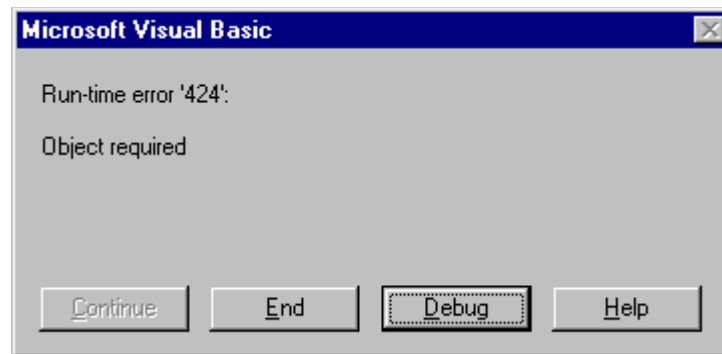 Microsoft Visual Basic
Run-time error '424':
Object required
Continue End Debug Help